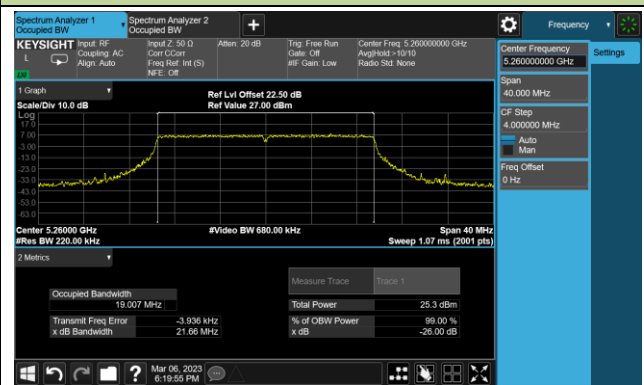 Spectrum Analyzer 1
Occupied BW
Spectrum Analyzer 2
Occupied BW
Frequency
KEYSIGHT
L
Input: RF
Coupling: AC
Align: Auto
Input Z: 50 Ω
Corr CCorr
Freq Ref: Int (S)
NFE: Off
Atten: 20 dB
Trig: Free Run
Gate: Off
#IF Gain: Low
Center Freq: 5.260000000 GHz
Avg|Hold:>10/10
Radio Std: None
Center Frequency
5.260000000 GHz
Settings
Span
40.000 MHz
CF Step
4.000000 MHz
Auto
Man
Freq Offset
0 Hz
1 Graph
Scale/Div 10.0 dB
Ref Lvl Offset 22.50 dB
Ref Value 27.00 dBm
Log
17.0
7.00
-3.00
-13.0
-23.0
-33.0
-43.0
-53.0
-63.0
Center 5.26000 GHz
#Video BW 680.00 kHz
Span 40 MHz
#Res BW 220.00 kHz
Sweep 1.07 ms (2001 pts)
2 Metrics
Measure Trace
Trace 1
Occupied Bandwidth
19.007 MHz
Total Power
25.3 dBm
Transmit Freq Error
-3.936 kHz
% of OBW Power
99.00 %
x dB Bandwidth
21.66 MHz
x dB
-26.00 dB
?
Mar 06, 2023
6:19:55 PM